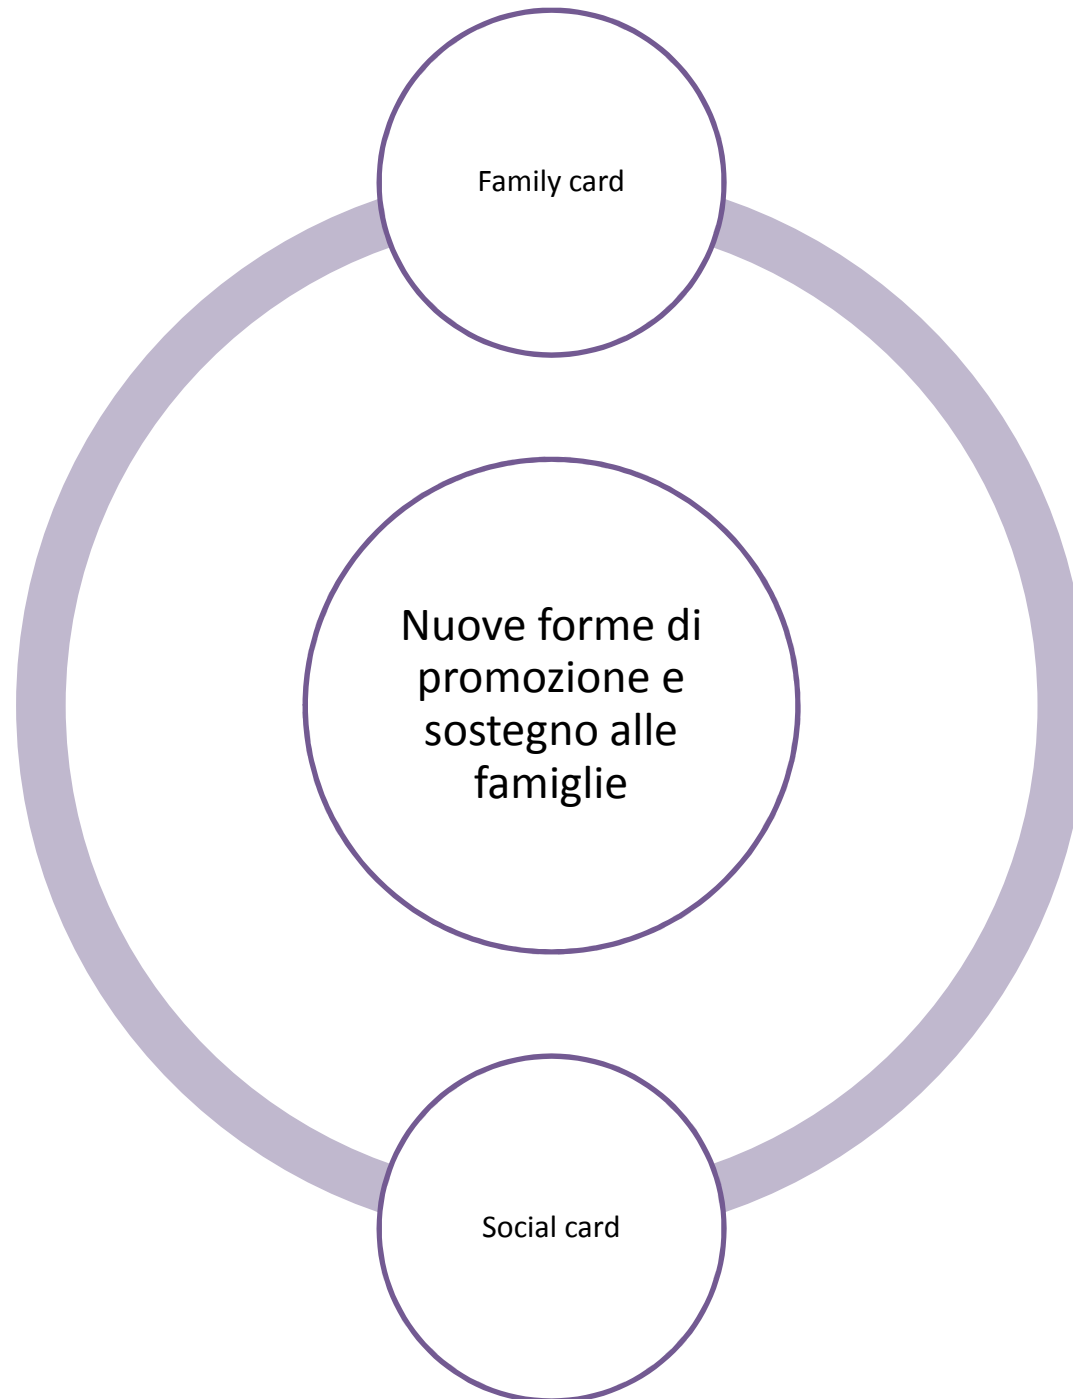 Family card
Nuove forme di
promozione e
sostegno alle
famiglie
Social card